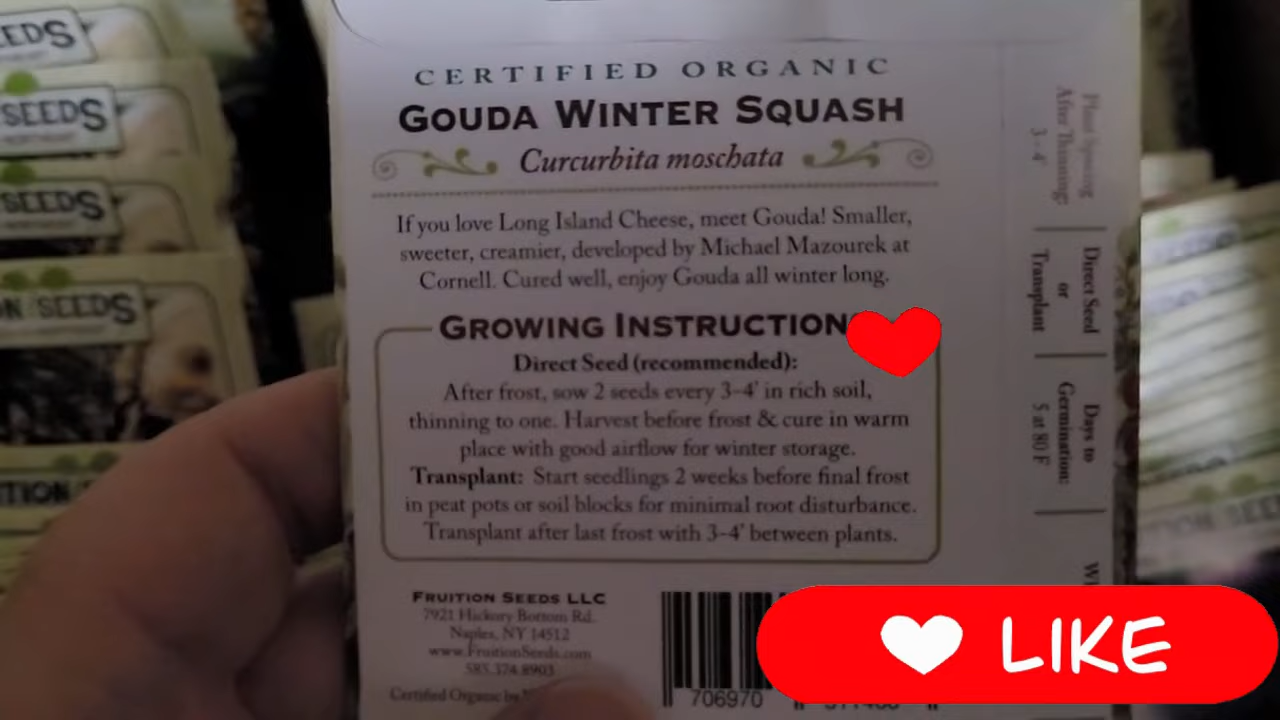 EEDS
SEEDS
SEEDS
N SEEDS
TION
CERTIFIED ORGANIC
GOUDA WINTER SQUASH
Curcurbita moschata
If you love Long Island Cheese, meet Gouda! Smaller,
sweeter, creamier, developed by Michael Mazourek at
Cornell. Cured well, enjoy Gouda all winter long.
GROWING INSTRUCTION
Direct Seed (recommended):
After frost, sow 2 seeds every 3-4' in rich soil,
thinning to one. Harvest before frost & cure in warm
place with good airflow for winter storage.
Transplant: Start seedlings 2 weeks before final frost
in peat pots or soil blocks for minimal root disturbance.
Transplant after last frost with 3-4' between plants.
FRUITION SEEDS LLC
7921 Hickory Bottom Rd.
Naples, NY 14512
www.FruitionSeeds.com
585.374.8903
Certified Organic by
706970
Plant Spacing
After Thinning:
3-4'
Direct Seed
or
Transplant
Days to
Germination:
5 at 80 F
LIKE